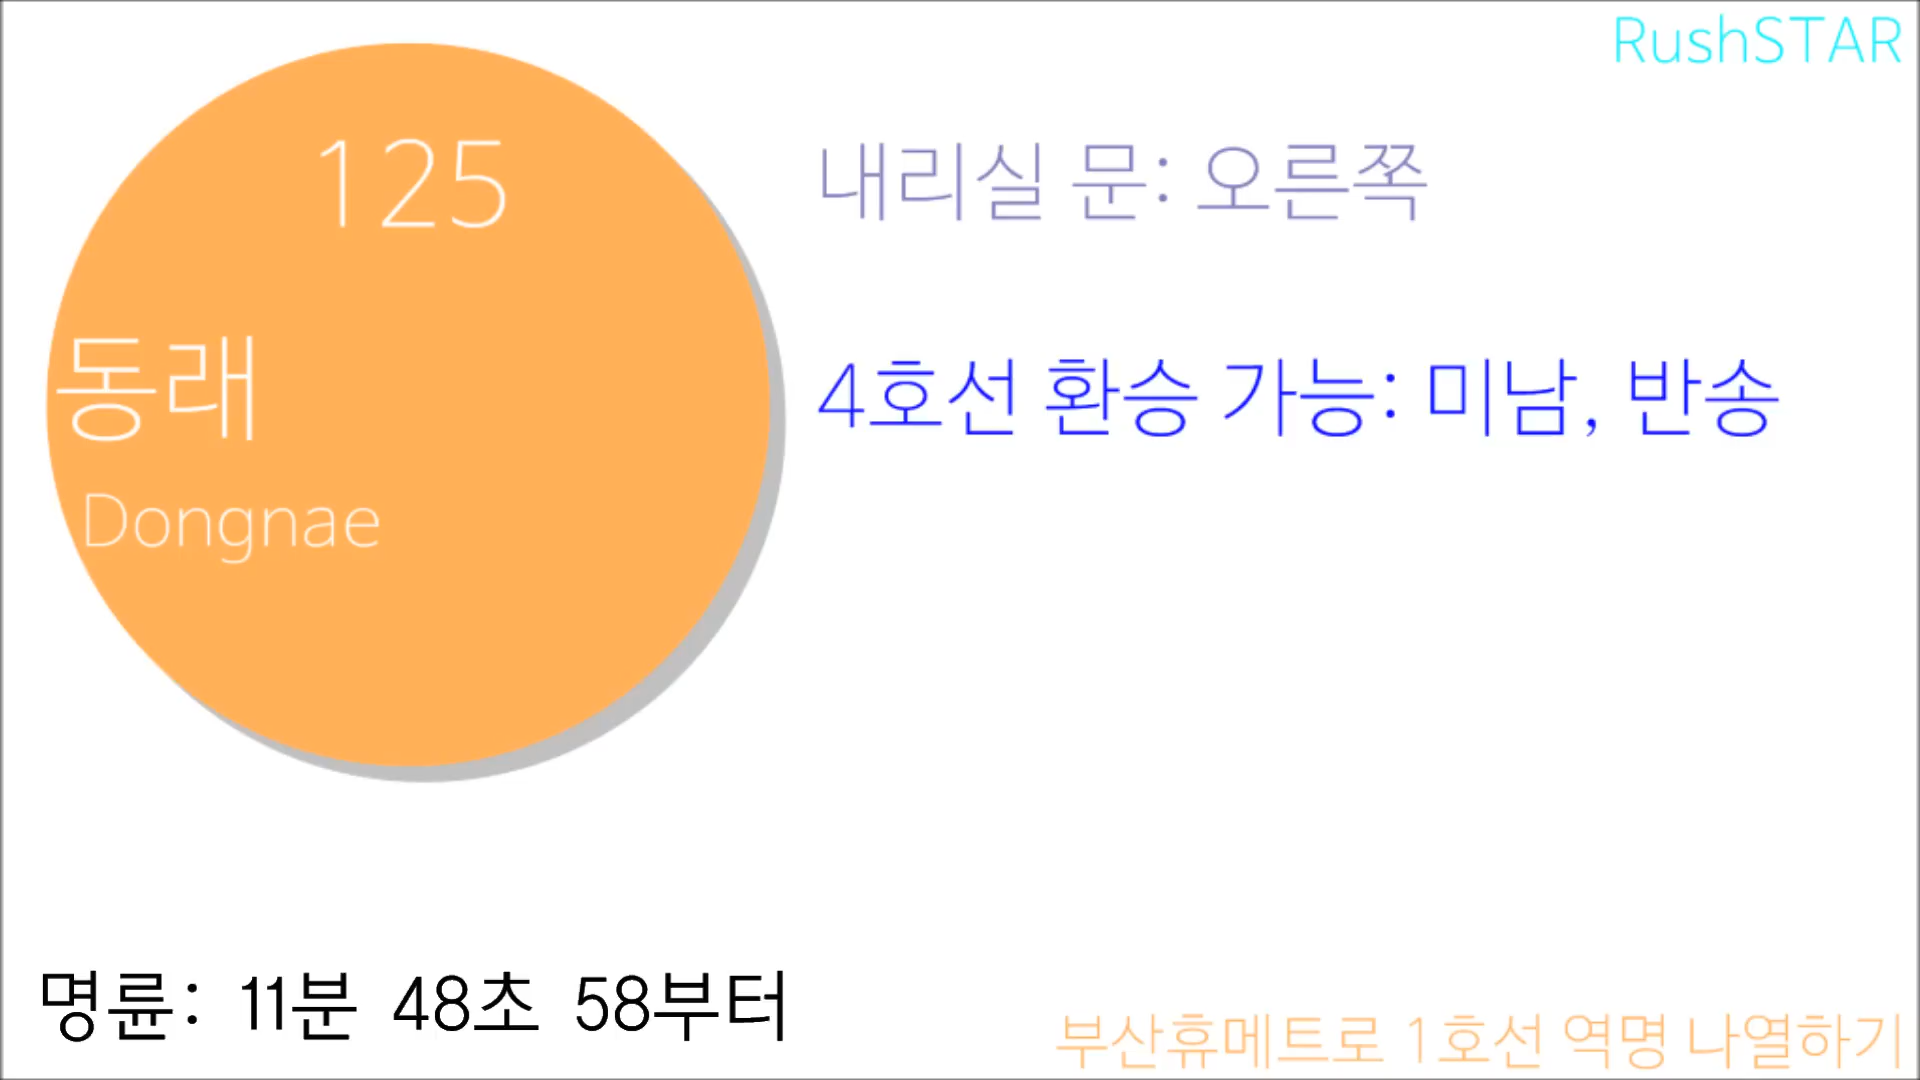 RushSTAR
125
동래
Dongnae
내리실 문: 오른쪽
4호선 환승 가능: 미남, 반송
명륜: 11분 48초 58부터
부산휴메트로 1호선 역명 나열하기